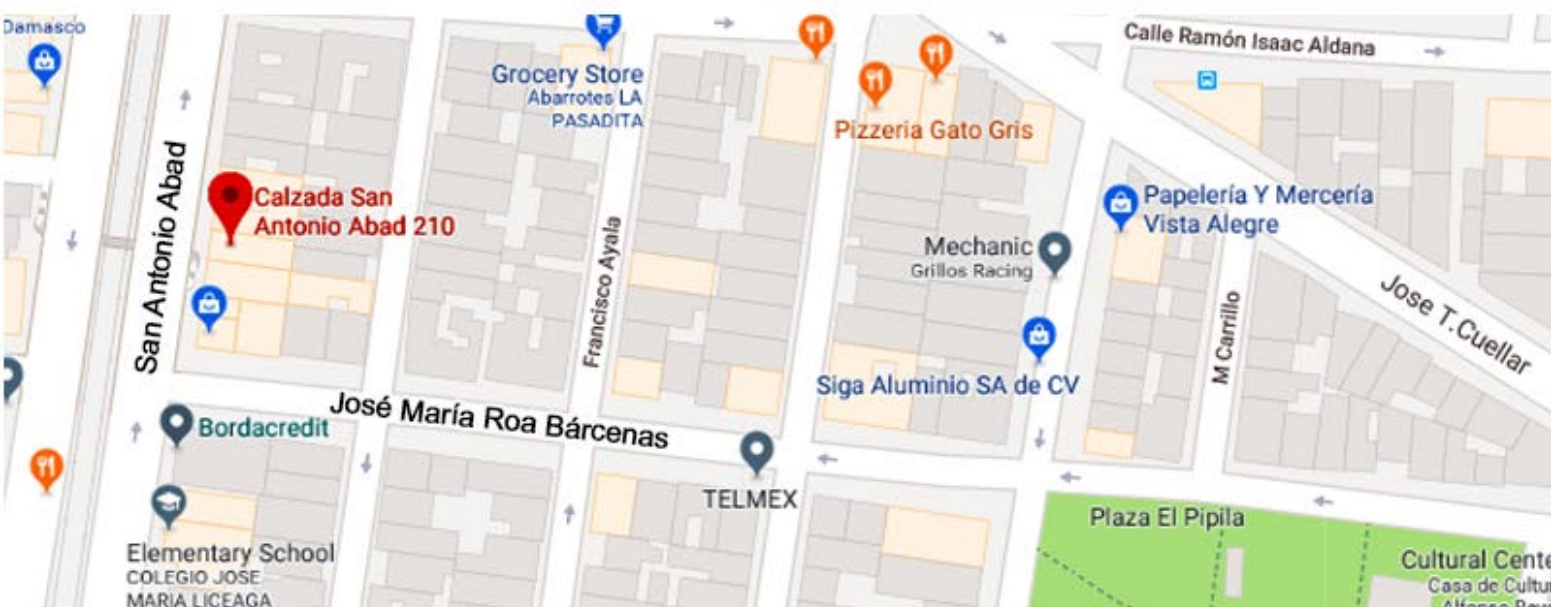 Damasco
Grocery Store
Abarrotes LA
PASADITA
Calle Ramón Isaac Aldana
Pizzeria Gato Gris
San Antonio Abad
Calzada San
Antonio Abad 210
Papelería Y Mercería
Vista Alegre
Francisco Ayala
Mechanic
Grillos Racing
Jose T.Cuellar
M Carrillo
Siga Aluminio SA de CV
José María Roa Bárcenas
Bordacredit
TELMEX
Plaza El Pipila
Elementary School
COLEGIO JOSE
MARIA LICEAGA
Cultural Cente
Casa de Cultur